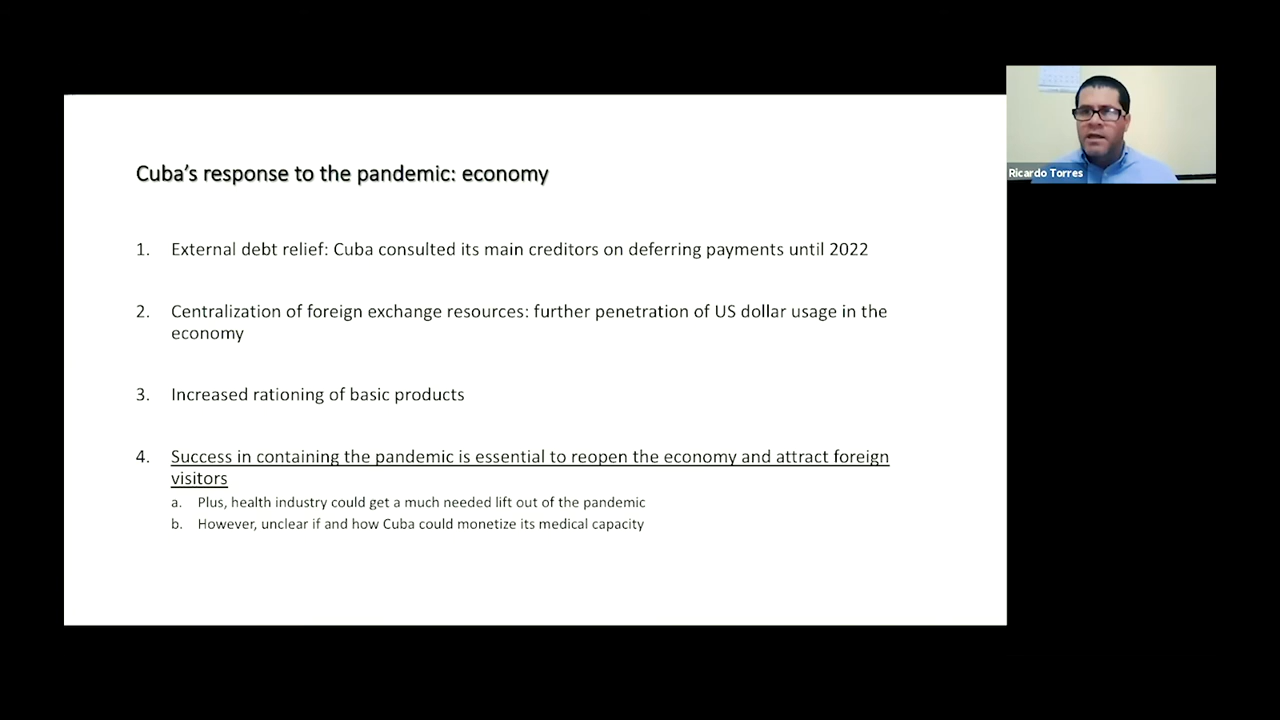 Cuba’s response to the pandemic: economy
1. External debt relief: Cuba consulted its main creditors on deferring payments until 2022
2. Centralization of foreign exchange resources: further penetration of US dollar usage in the
economy
3. Increased rationing of basic products
4. Success in containing the pandemic is essential to reopen the economy and attract foreign
visitors
a. Plus, health industry could get a much needed lift out of the pandemic
b. However, unclear if and how Cuba could monetize its medical capacity
Ricardo Torres